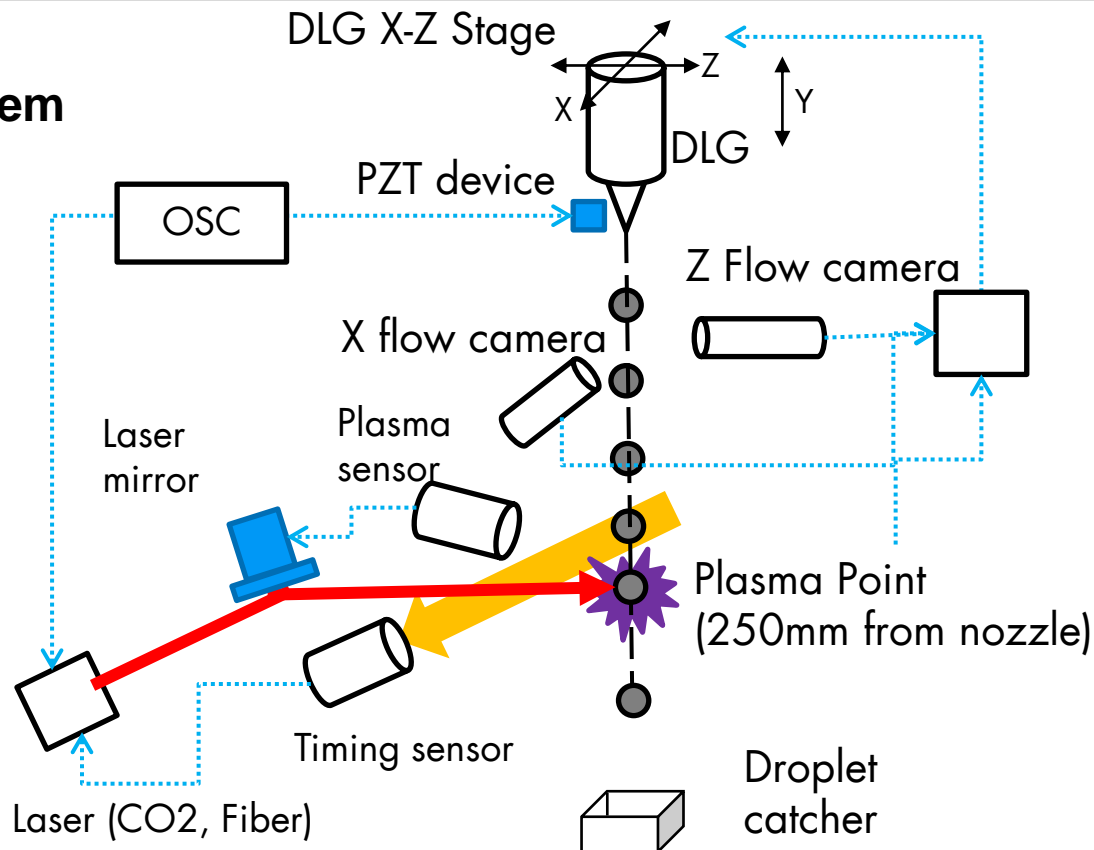 DLG X-Z Stage
Z
em
X
Y
DLG
PZT device
OSC
Z Flow camera
X flow camera
Laser
mirror
Plasma
sensor
Plasma Point
(250mm from nozzle)
Timing sensor
Droplet
catcher
Laser (CO2, Fiber)